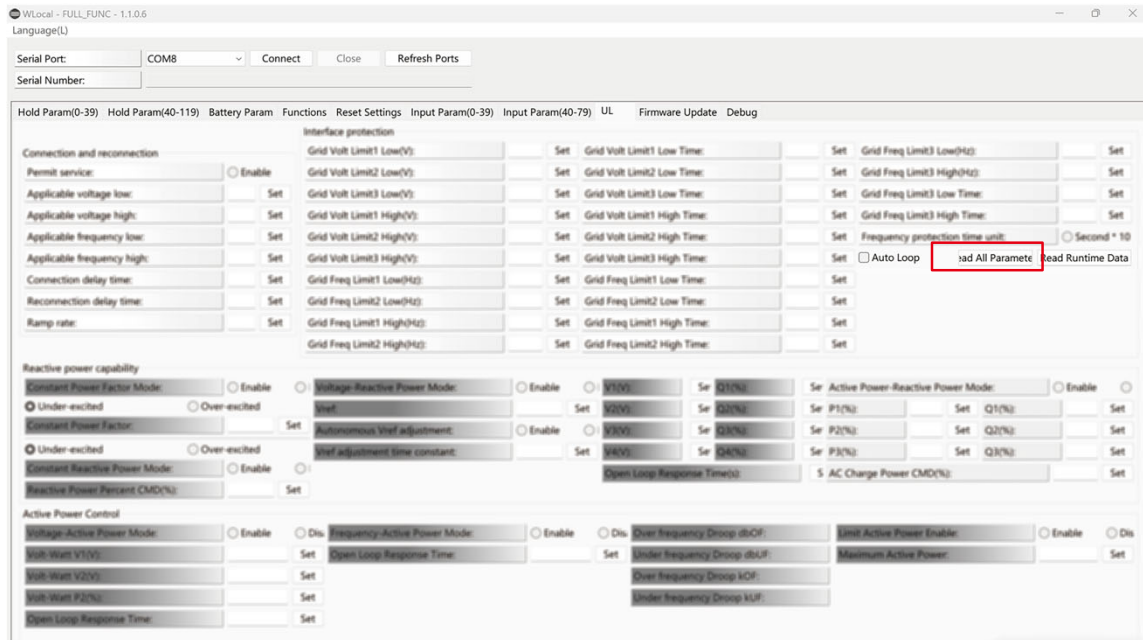 WLocal - FULL_FUNC - 1.1.0.6
Language(L)
Serial Port: COM8 Connect Close Refresh Ports
Serial Number:
Hold Param(0-39) Hold Param(40-119) Battery Param Functions Reset Settings Input Param(0-39) Input Param(40-79) UL Firmware Update Debug
Interface protection
Connection and reconnection
Grid Volt Limit1 Low(V): Set Grid Volt Limit1 Low Time: Set Grid Freq Limit3 Low(Hz): Set
Permit service: Enable Grid Volt Limit2 Low(V): Set Grid Volt Limit2 Low Time: Set Grid Freq Limit3 High(Hz): Set
Applicable voltage low: Set Grid Volt Limit3 Low(V): Set Grid Volt Limit3 Low Time: Set Grid Freq Limit3 Low Time: Set
Applicable voltage high: Set Grid Volt Limit1 High(V): Set Grid Volt Limit1 High Time: Set Grid Freq Limit3 High Time: Set
Applicable frequency low: Set Grid Volt Limit2 High(V): Set Grid Volt Limit2 High Time: Set Frequency protection time unit: Second * 10
Applicable frequency high: Set Grid Volt Limit3 High(V): Set Grid Volt Limit3 High Time: Set Auto Loop ead All Paramete Read Runtime Data
Connection delay time: Set Grid Freq Limit1 Low(Hz): Set Grid Freq Limit1 Low Time: Set
Reconnection delay time: Set Grid Freq Limit2 Low(Hz): Set Grid Freq Limit2 Low Time: Set
Ramp rate: Set Grid Freq Limit1 High(Hz): Set Grid Freq Limit1 High Time: Set
Grid Freq Limit2 High(Hz): Set Grid Freq Limit2 High Time: Set
Reactive power capability
Constant Power Factor Mode: Enable Voltage-Reactive Power Mode: Enable V1(V): Se Q1(%): Se Active Power-Reactive Power Mode: Enable
Under-excited Over-excited Vref: Set V2(V): Se Q2(%): Se P1(%): Set Q1(%): Set
Constant Power Factor: Set Autonomous Vref adjustment: Enable V3(V): Se Q3(%): Se P2(%): Set Q2(%): Set
Under-excited Over-excited Vref adjustment time constant: Set V4(V): Se Q4(%): Se P3(%): Set Q3(%): Set
Constant Reactive Power Mode: Enable Open Loop Response Time(s): S AC Charge Power CMD(%): Set
Reactive Power Percent CMD(%): Set
Active Power Control
Voltage-Active Power Mode: Enable Dis Frequency-Active Power Mode: Enable Dis Over frequency Droop dbOF: Limit Active Power Enable: Enable Dis
Volt-Watt V1(V): Set Open Loop Response Time: Set Under frequency Droop dbUF: Maximum Active Power: Set
Volt-Watt V2(V): Set Over frequency Droop kOF:
Volt-Watt P2(%): Set Under frequency Droop kUF:
Open Loop Response Time: Set